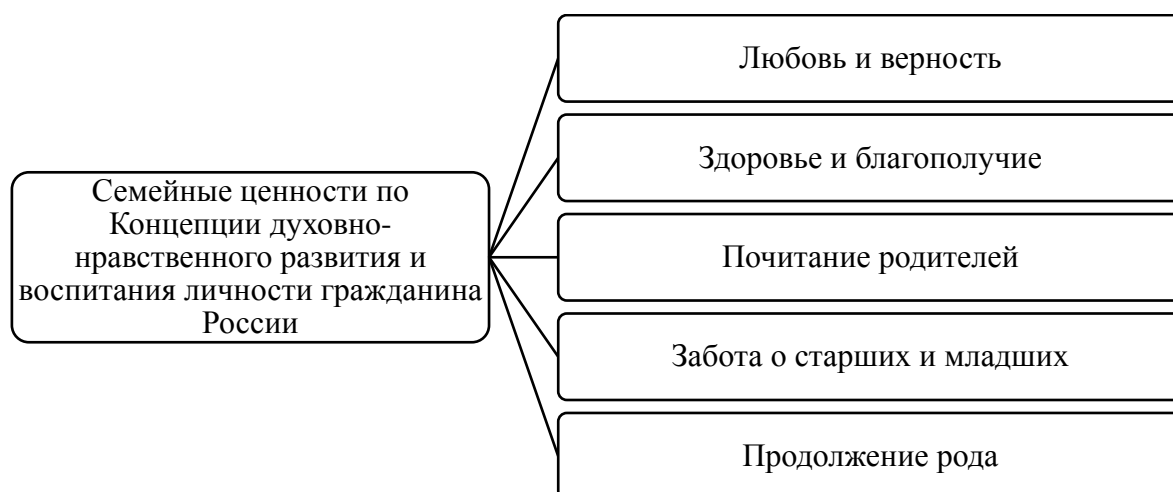 Семейные ценности по
Концепции духовно-
нравственного развития и
воспитания личности гражданина
России
Любовь и верность
Здоровье и благополучие
Почитание родителей
Забота о старших и младших
Продолжение рода